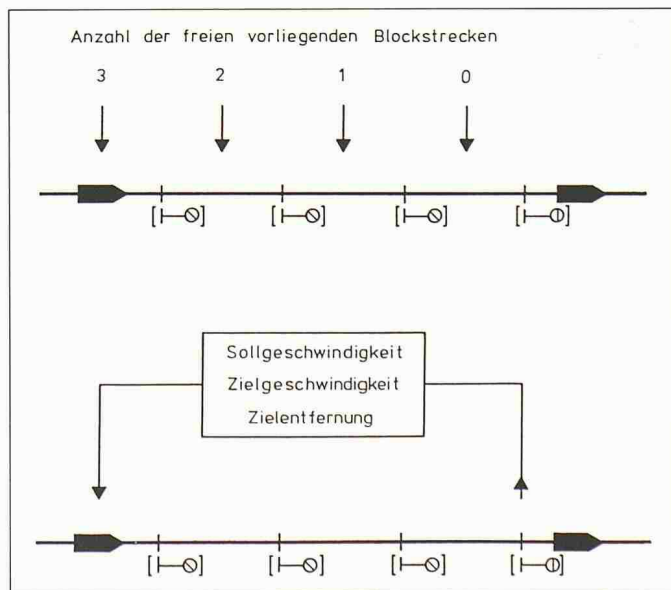 Anzahl der freien vorliegenden Blockstrecken
3 2 1 0
Sollgeschwindigkeit
Zielgeschwindigkeit
Zielentfernung